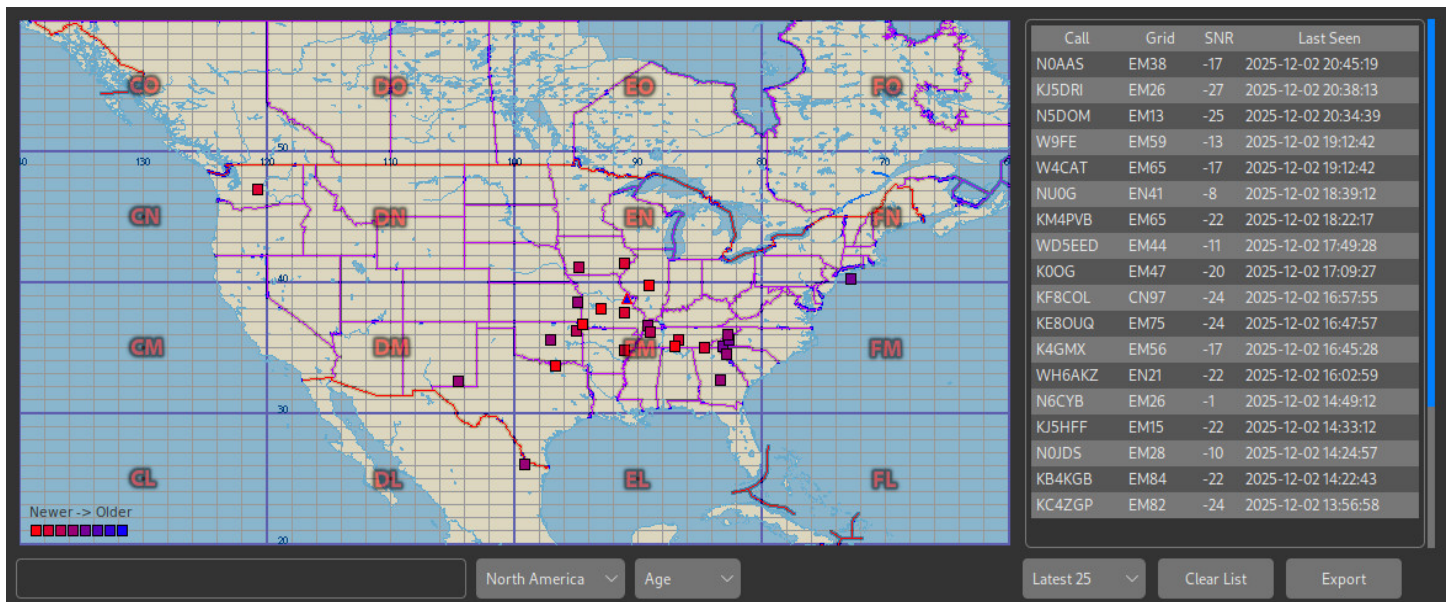 CO DO EO FO
50
0 130 120 110 100 90 80 70
CN DN EN FN
40
CM DM EM FM
30
CL DL EL FL
Newer -> Older
20
Call Grid SNR Last Seen
N0AAS EM38 -17 2025-12-02 20:45:19
KJ5DRI EM26 -27 2025-12-02 20:38:13
N5DOM EM13 -25 2025-12-02 20:34:39
W9FE EM59 -13 2025-12-02 19:12:42
W4CAT EM65 -17 2025-12-02 19:12:42
NU0G EN41 -8 2025-12-02 18:39:12
KM4PVB EM65 -22 2025-12-02 18:22:17
WD5EED EM44 -11 2025-12-02 17:49:28
K0OG EM47 -20 2025-12-02 17:09:27
KF8COL CN97 -24 2025-12-02 16:57:55
KE8OUQ EM75 -24 2025-12-02 16:47:57
K4GMX EM56 -17 2025-12-02 16:45:28
WH6AKZ EN21 -22 2025-12-02 16:02:59
N6CYB EM26 -1 2025-12-02 14:49:12
KJ5HFF EM15 -22 2025-12-02 14:33:12
N0JDS EM28 -10 2025-12-02 14:24:57
KB4KGB EM84 -22 2025-12-02 14:22:43
KC4ZGP EM82 -24 2025-12-02 13:56:58
North America Age Latest 25 Clear List Export